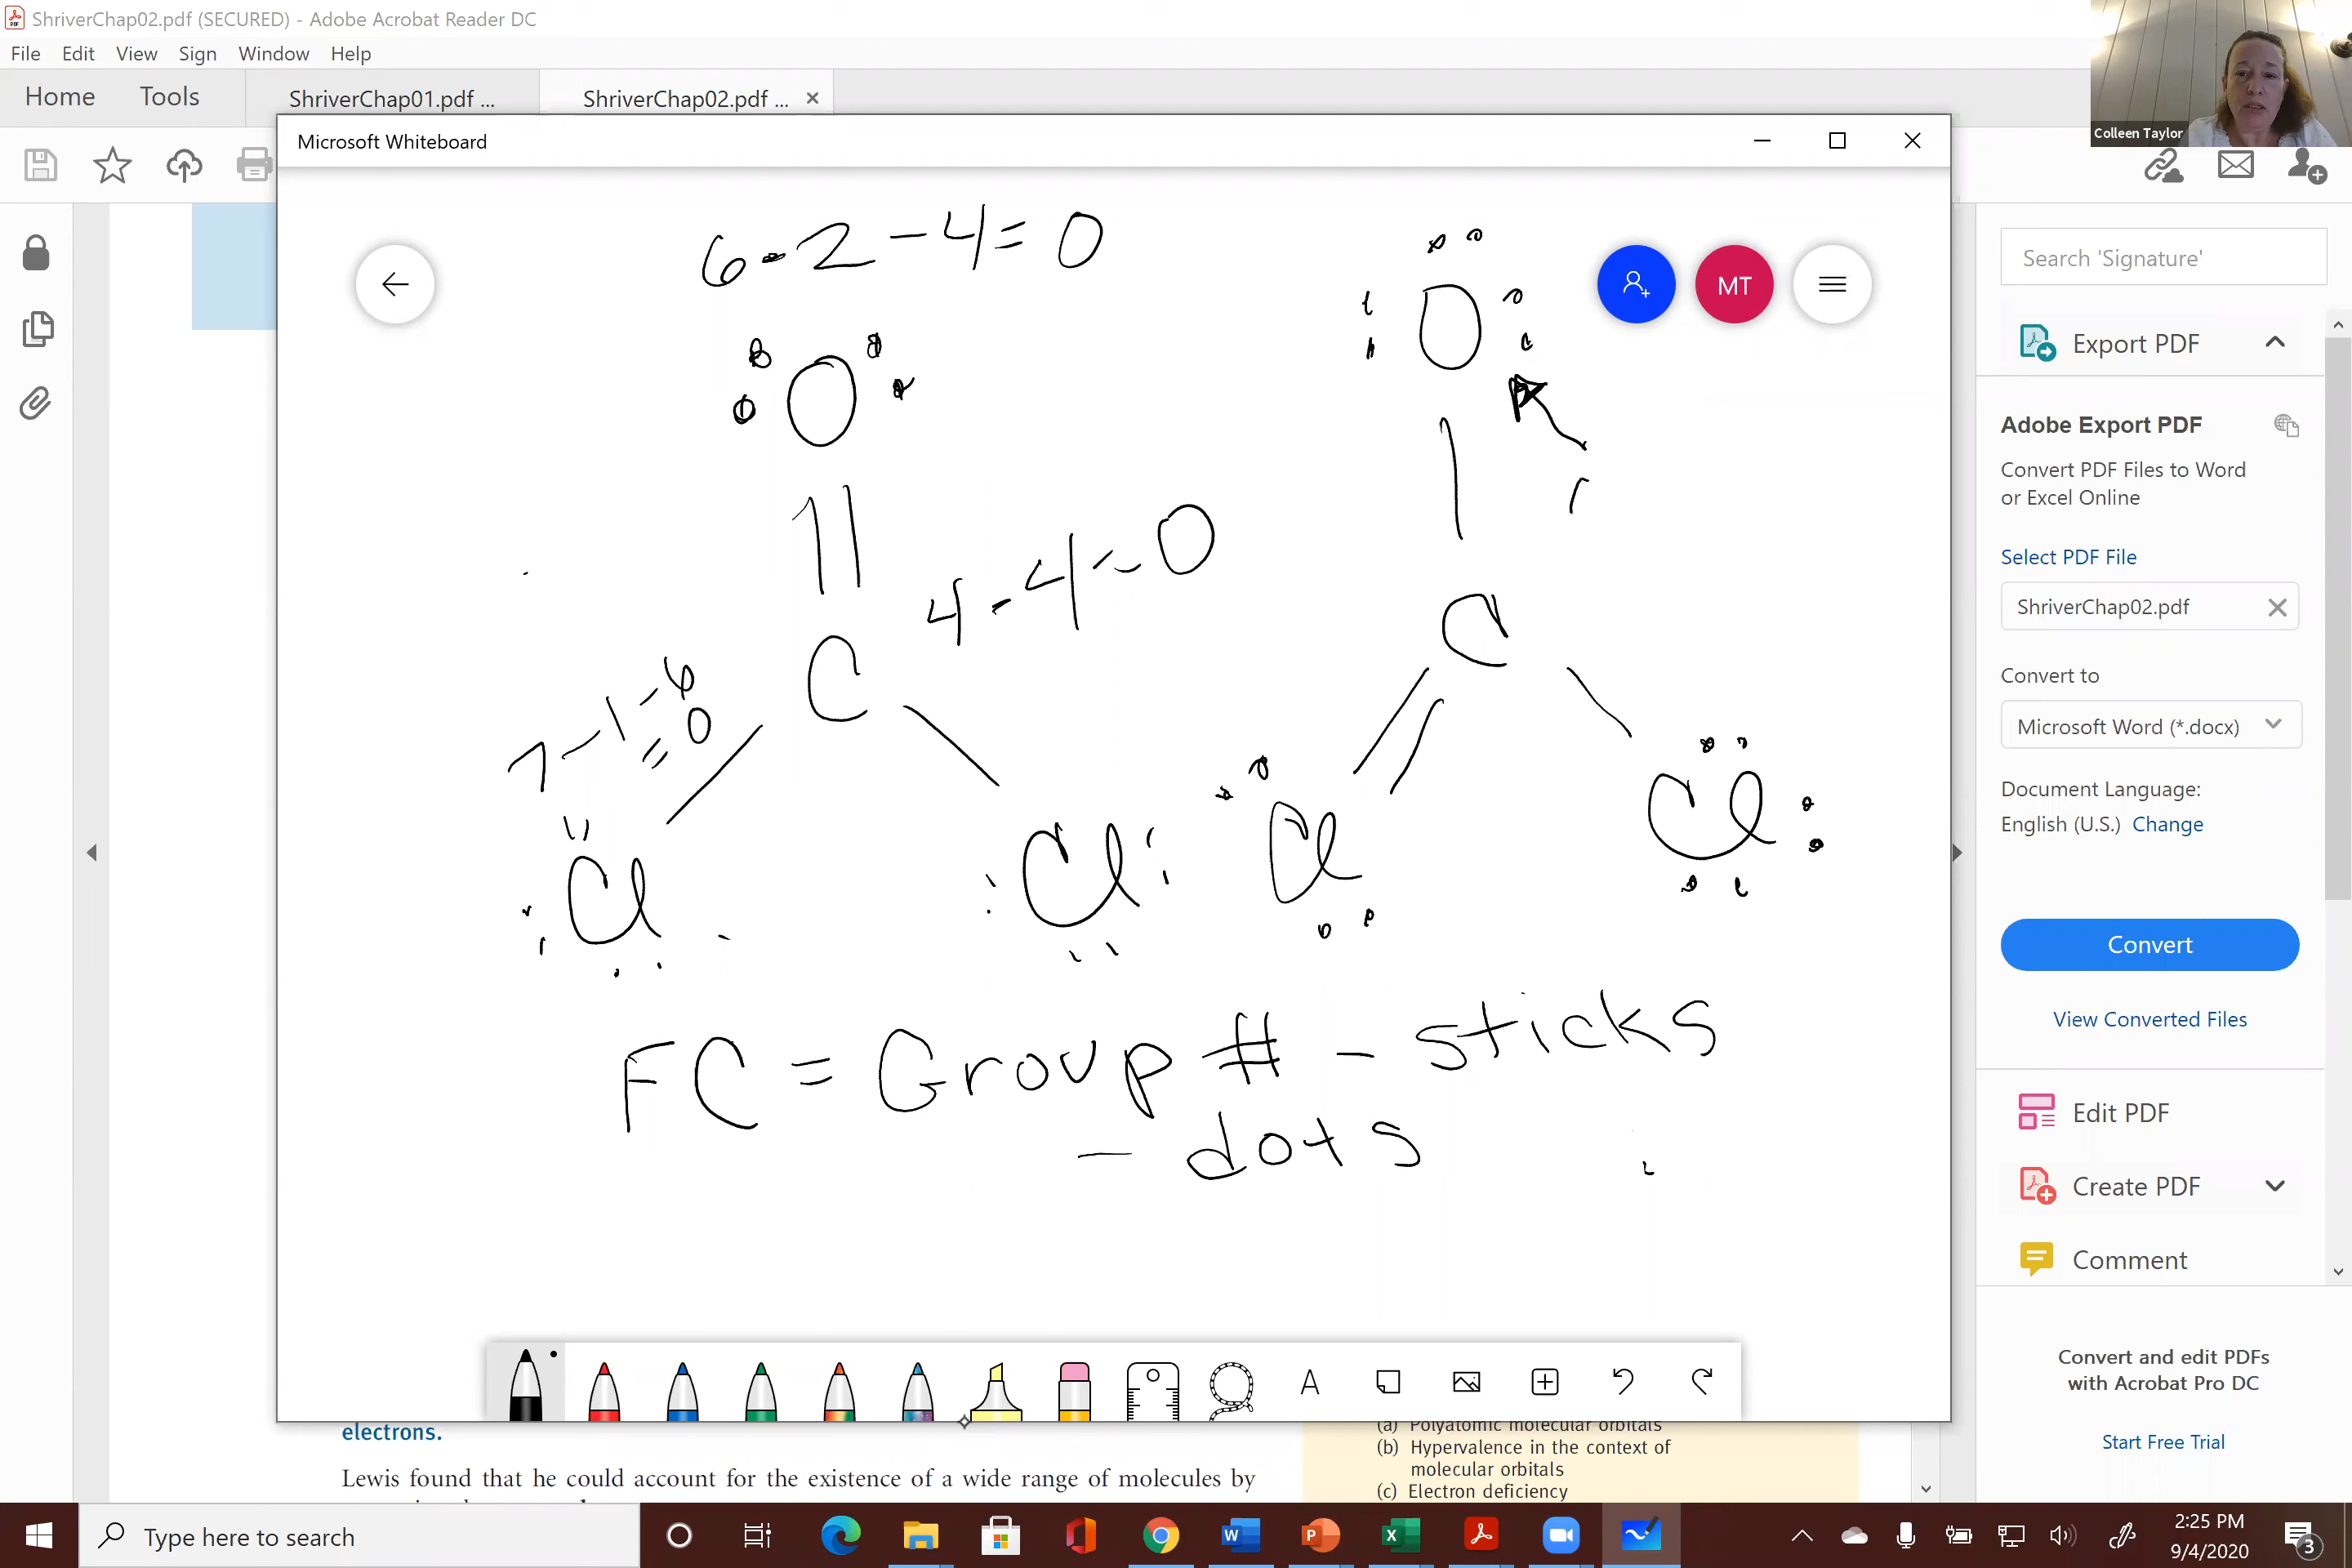 ShriverChap02.pdf (SECURED) - Adobe Acrobat Reader DC
File Edit View Sign Window Help
Home Tools ShriverChap01.pdf ... ShriverChap02.pdf ...
Colleen Taylor
Microsoft Whiteboard
6 - 2 - 4 = 0
MT
O
O
4 - 4 = 0
C
C
7 - 1 - 6
= 0
Cl
Cl
Cl
Cl
FC = Group # - sticks
- dots
Search 'Signature'
Export PDF
Adobe Export PDF
Convert PDF Files to Word
or Excel Online
Select PDF File
ShriverChap02.pdf
Convert to
Microsoft Word (*.docx)
Document Language:
English (U.S.) Change
Convert
View Converted Files
Edit PDF
Create PDF
Comment
Convert and edit PDFs
with Acrobat Pro DC
Start Free Trial
electrons.
Lewis found that he could account for the existence of a wide range of molecules by
(a) Polyatomic molecular orbitals
(b) Hypervalence in the context of
molecular orbitals
(c) Electron deficiency
Type here to search
2:25 PM
9/4/2020
3